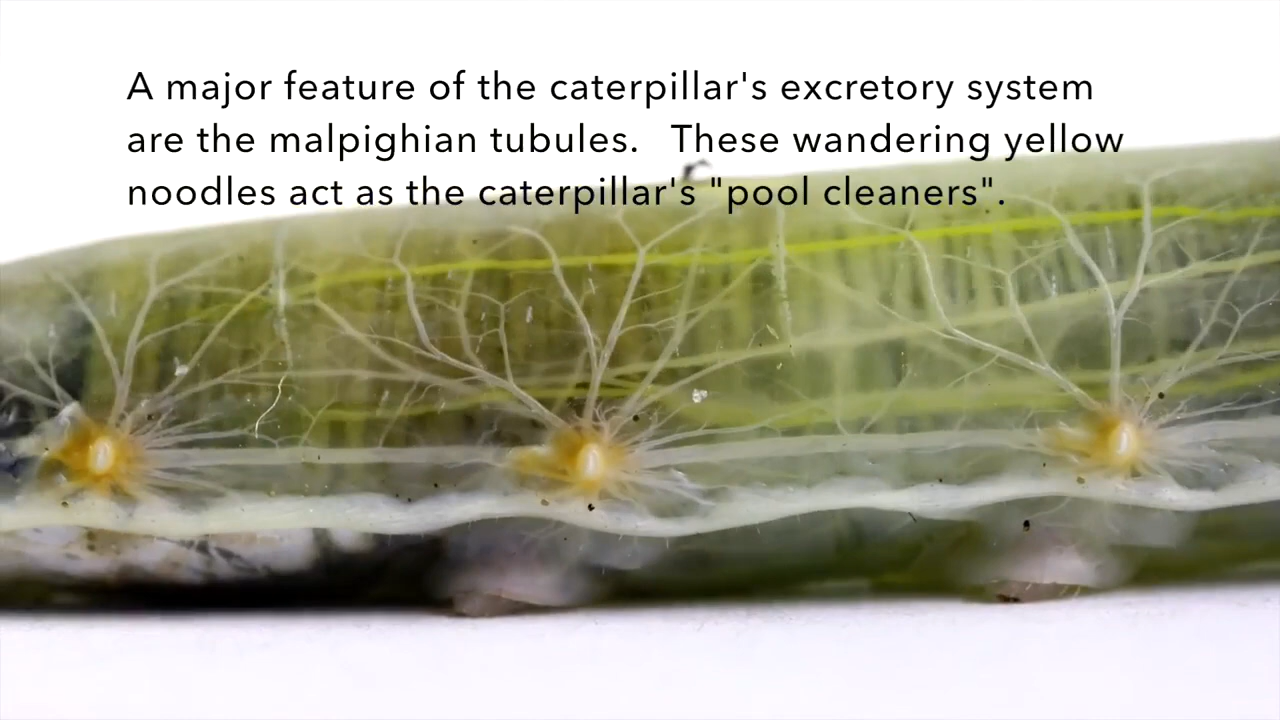 A major feature of the caterpillar's excretory system
are the malpighian tubules.   These wandering yellow
noodles act as the caterpillar's "pool cleaners".